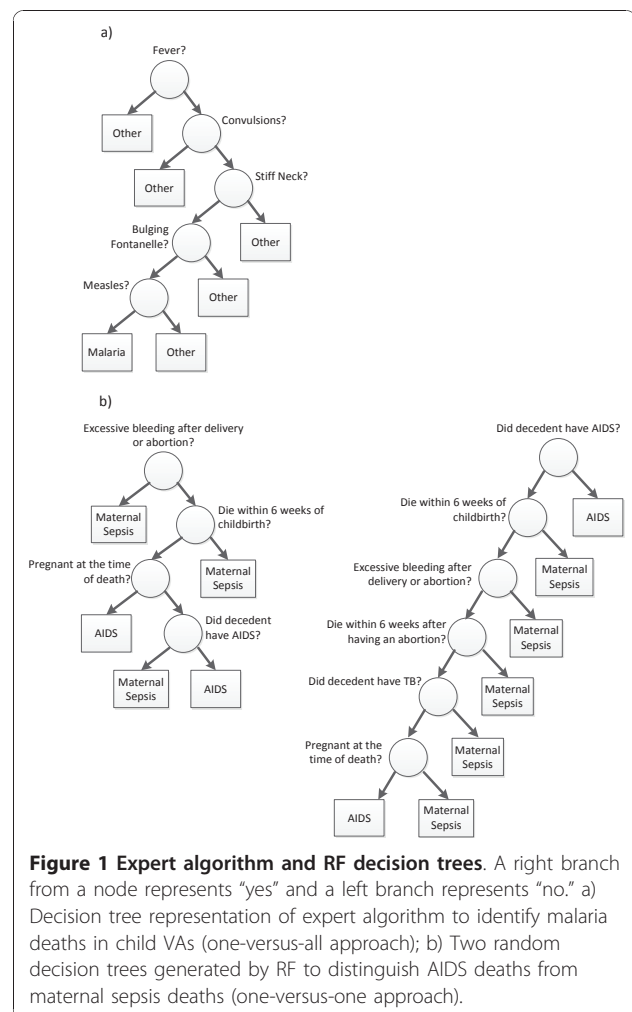 a)
Fever?
Other
Convulsions?
Other
Stiff Neck?
Bulging
Fontanelle?
Other
Measles?
Other
Malaria
Other
b)
Excessive bleeding after delivery
or abortion?
Maternal
Sepsis
Die within 6 weeks of
childbirth?
Pregnant at the time
of death?
Maternal
Sepsis
AIDS
Did decedent
have AIDS?
Maternal
Sepsis
AIDS
Did decedent have AIDS?
Die within 6 weeks of
childbirth?
AIDS
Excessive bleeding after
delivery or abortion?
Maternal
Sepsis
Die within 6 weeks after
having an abortion?
Maternal
Sepsis
Did decedent have TB?
Maternal
Sepsis
Pregnant at the
time of death?
Maternal
Sepsis
AIDS
Maternal
Sepsis
Figure 1 Expert algorithm and RF decision trees. A right branch
from a node represents “yes” and a left branch represents “no.” a)
Decision tree representation of expert algorithm to identify malaria
deaths in child VAs (one-versus-all approach); b) Two random
decision trees generated by RF to distinguish AIDS deaths from
maternal sepsis deaths (one-versus-one approach).